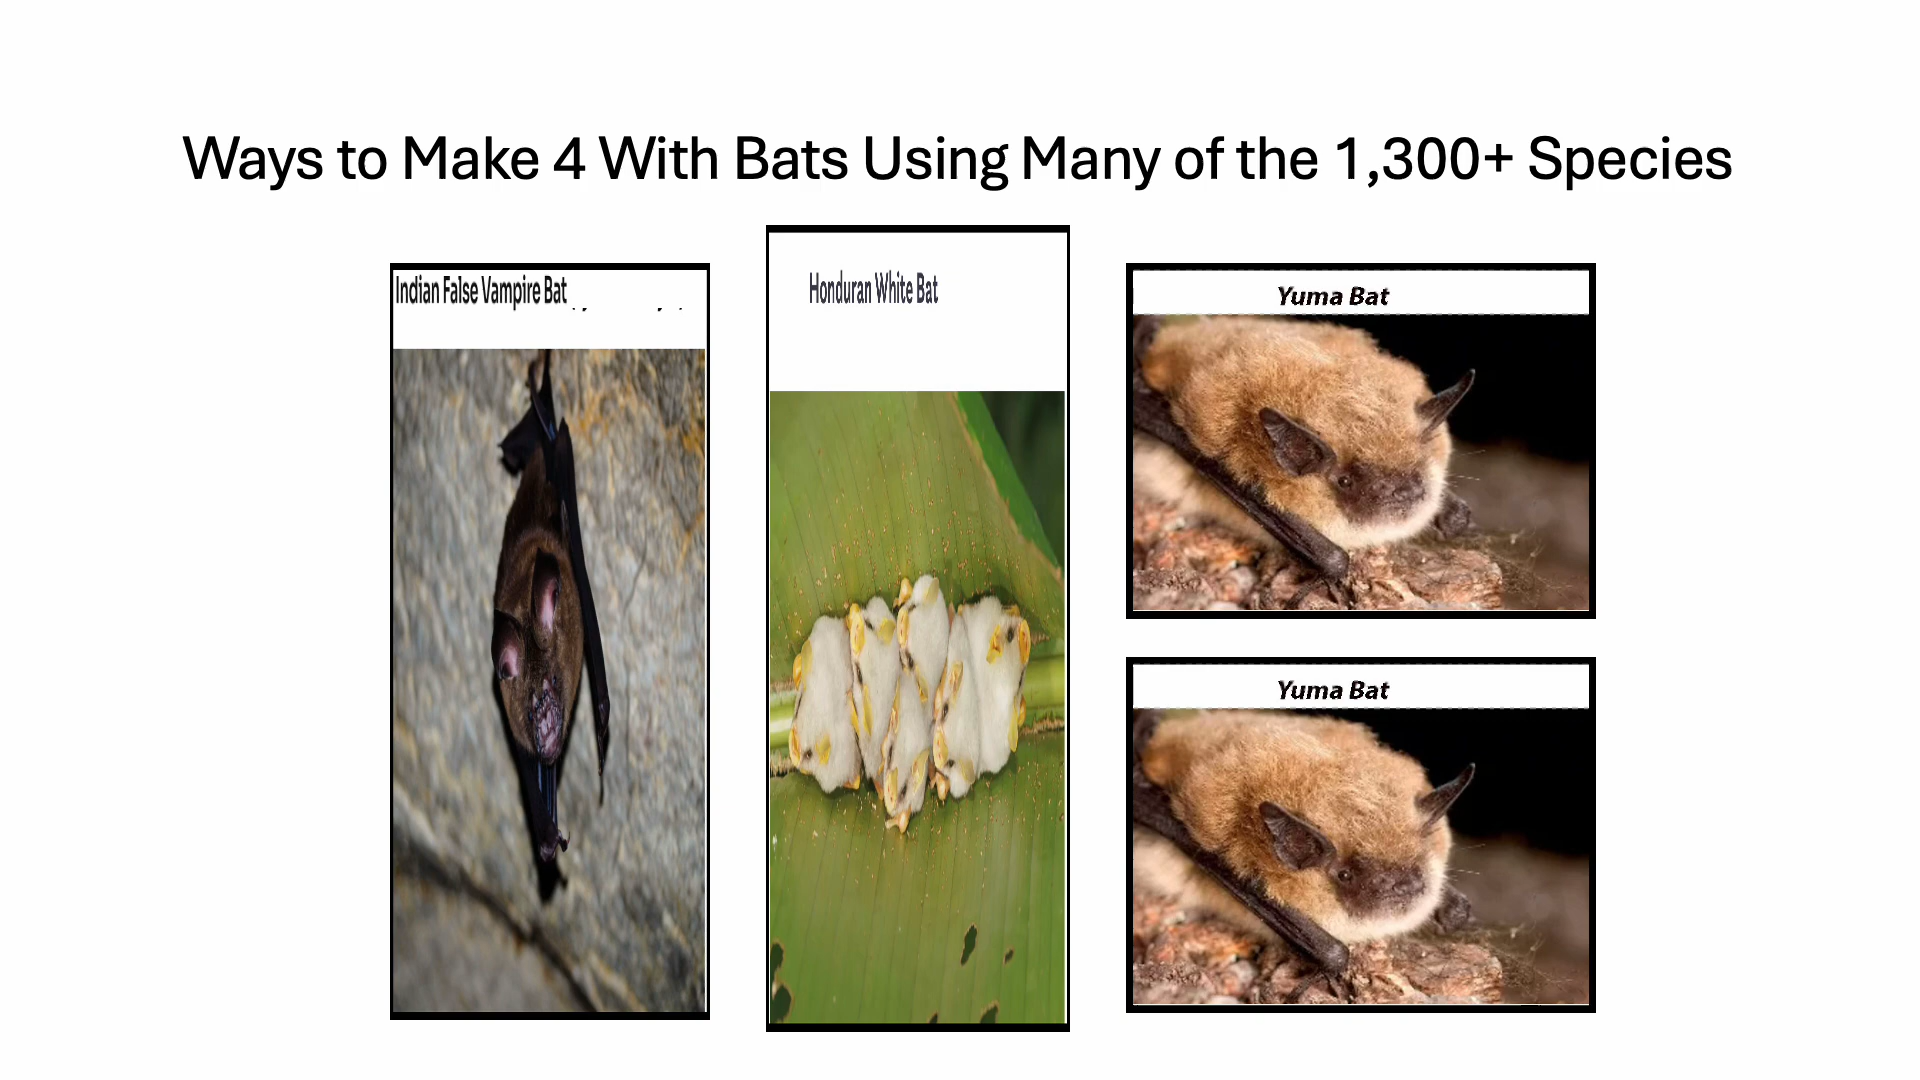 Ways to Make 4 With Bats Using Many of the 1,300+ Species
Indian False Vampire Bat
Honduran White Bat
Yuma Bat
Yuma Bat